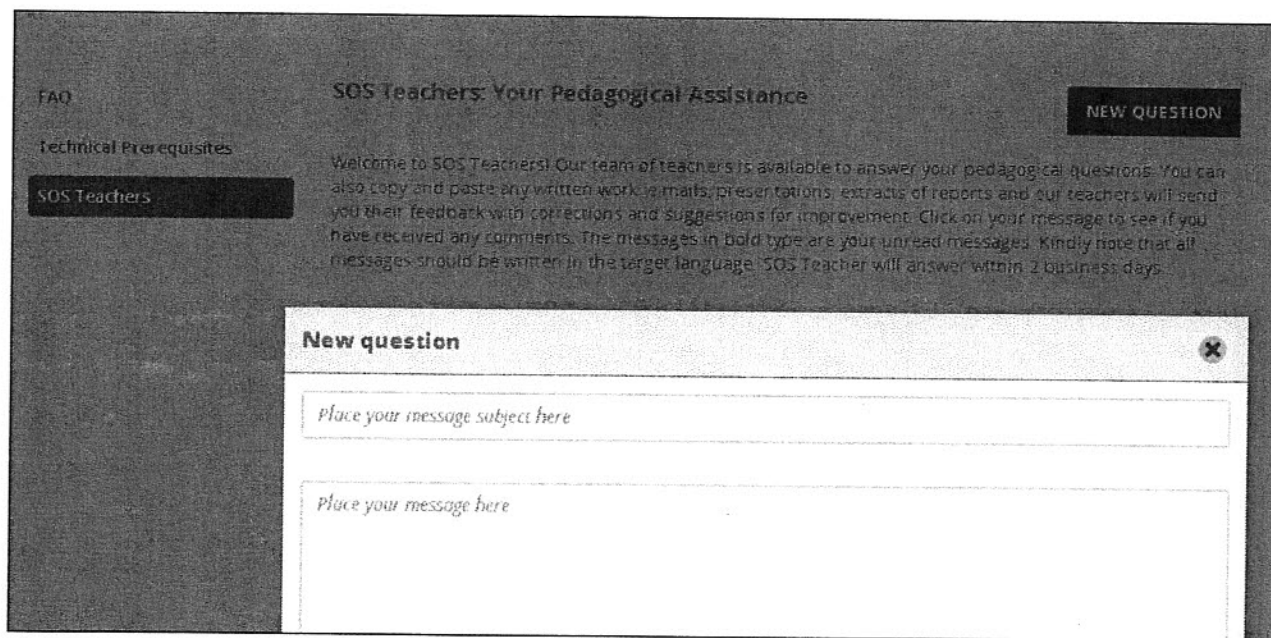 FAQ
Technical Prerequisites
SOS Teachers
SOS Teachers: Your Pedagogical Assistance
NEW QUESTION
Welcome to SOS Teachers! Our team of teachers is available to answer your pedagogical questions. You can
also copy and paste any written work (e.mails, presentations, extracts of reports and our teachers will send
you their feedback with corrections and suggestions for improvement. Click on your message to see if you
have received any comments. The messages in bold type are your unread messages. Kindly note that all
messages should be written in the target language. SOS Teacher will answer within 2 business days.
New question
Place your message subject here
Place your message here